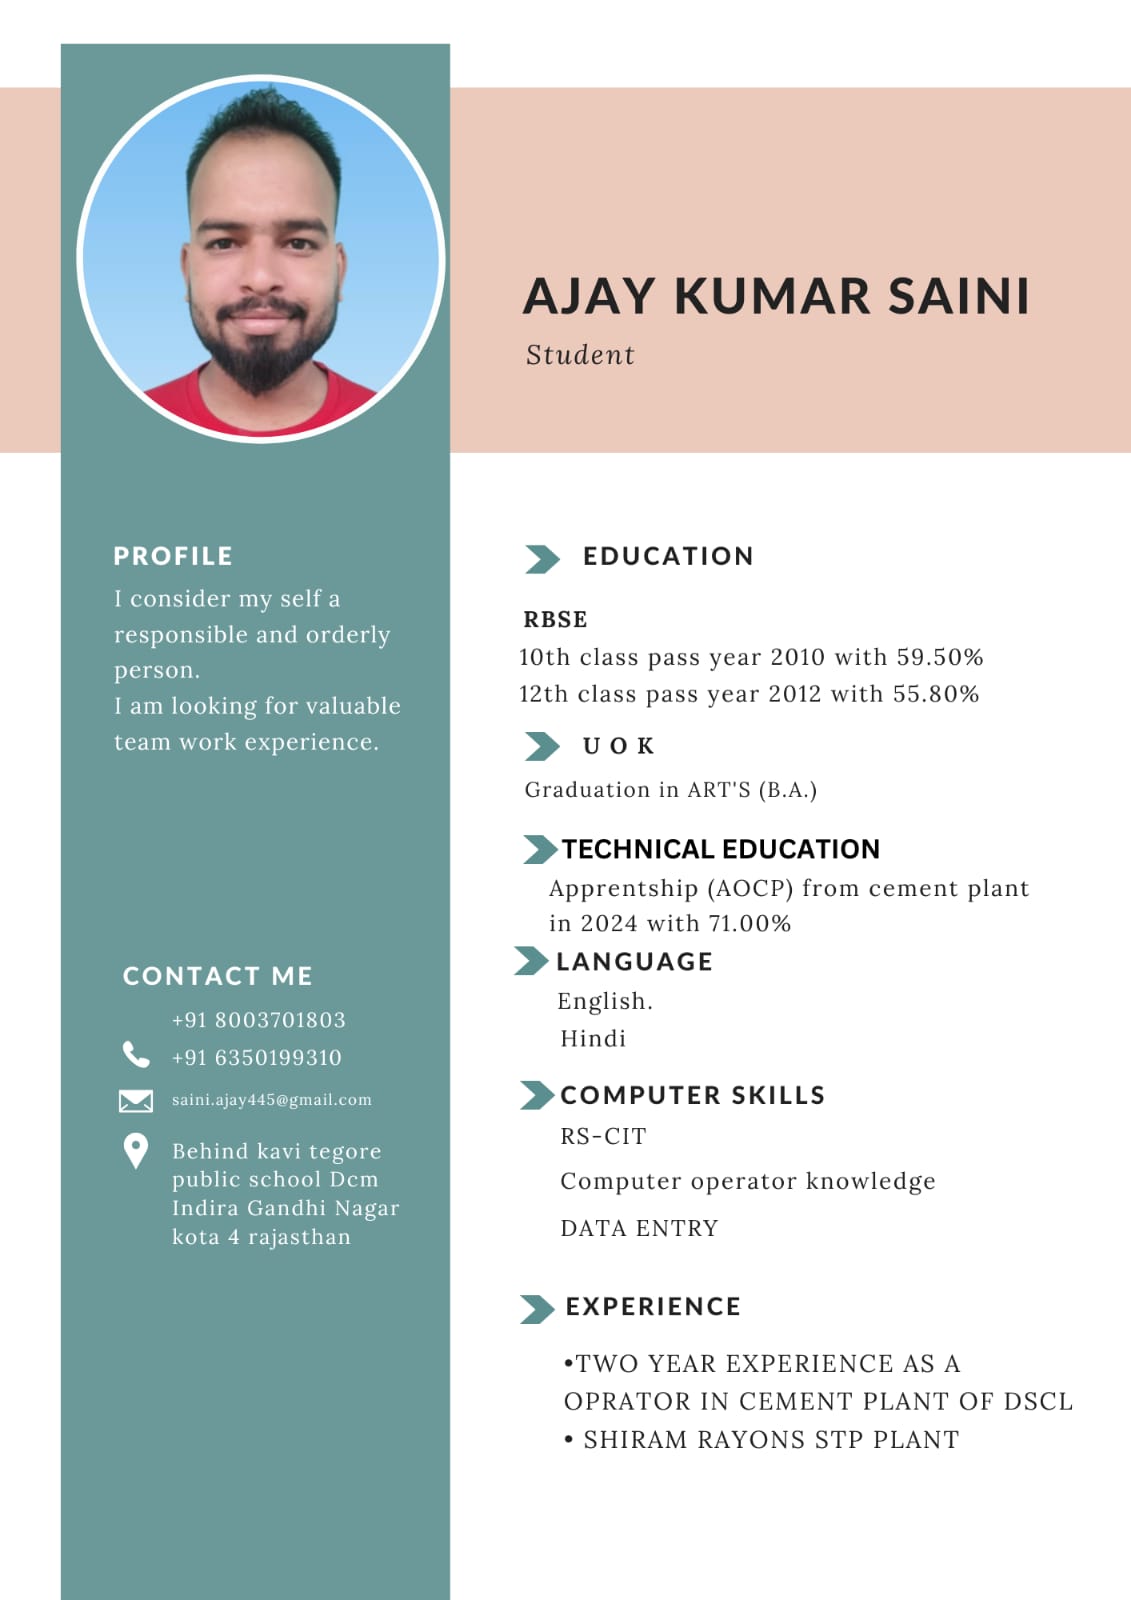 AJAY KUMAR SAINI
Student
PROFILE
I consider my self a
responsible and orderly
person.
I am looking for valuable
team work experience.
CONTACT ME
+91 8003701803
+91 6350199310
saini.ajay445@gmail.com
Behind kavi tegore
public school Dcm
Indira Gandhi Nagar
kota 4 rajasthan
EDUCATION
RBSE
10th class pass year 2010 with 59.50%
12th class pass year 2012 with 55.80%
U O K
Graduation in ART'S (B.A.)
TECHNICAL EDUCATION
Apprentship (AOCP) from cement plant
in 2024 with 71.00%
LANGUAGE
English.
Hindi
COMPUTER SKILLS
RS-CIT
Computer operator knowledge
DATA ENTRY
EXPERIENCE
•TWO YEAR EXPERIENCE AS A
OPRATOR IN CEMENT PLANT OF DSCL
• SHIRAM RAYONS STP PLANT